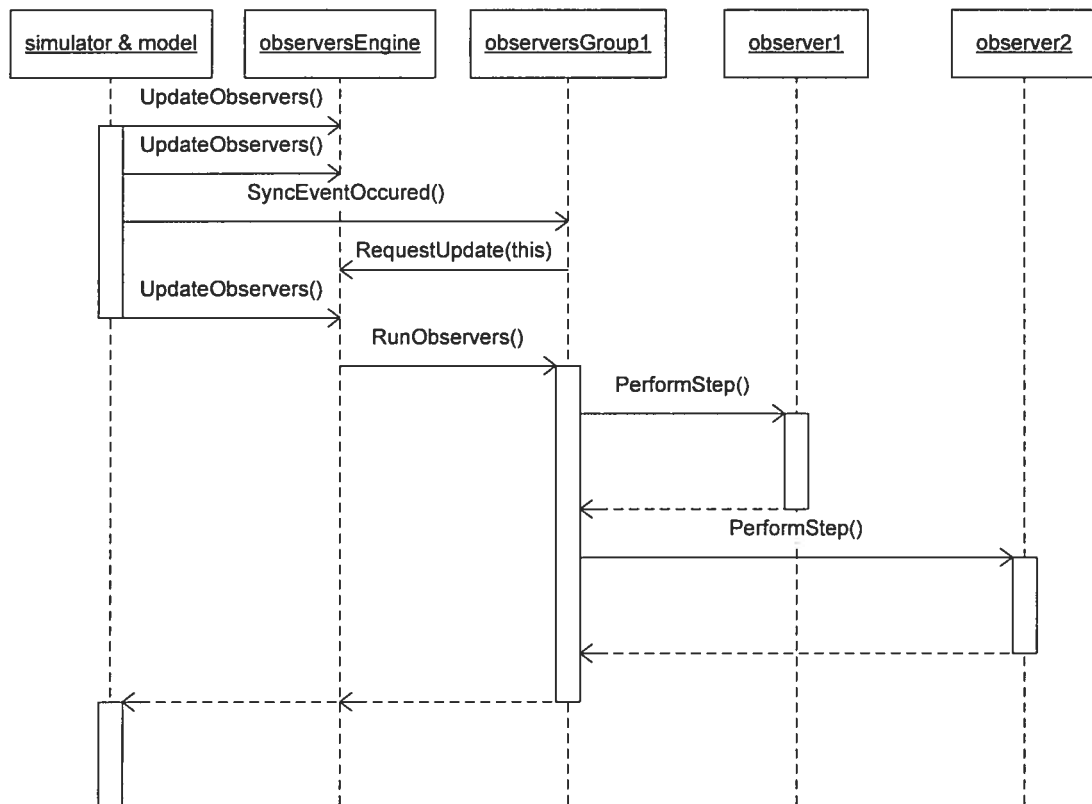 simulator & model
observersEngine
observersGroup1
observer1
observer2
UpdateObservers()
UpdateObservers()
SyncEventOccured()
RequestUpdate(this)
UpdateObservers()
RunObservers()
PerformStep()
PerformStep()